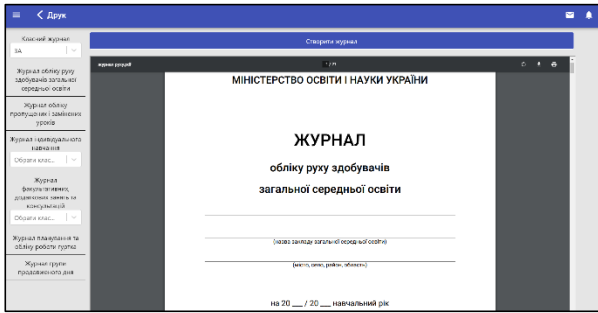 Друк
Класний журнал
3А
Журнал обліку руху
здобувачів загальної
середньої освіти
Журнал обліку
пропущених і замінених
уроків
Журнал індивідуального
навчання
Обрати клас...
Журнал
факультативних,
додаткових занять та
консультацій
Обрати клас...
Журнал планування та
обліку роботи гуртка
Журнал групи
продовженого дня
Створити журнал
МІНІСТЕРСТВО ОСВІТИ І НАУКИ УКРАЇНИ
ЖУРНАЛ
обліку руху здобувачів
загальної середньої освіти
(назва закладу загальної середньої освіти)
(місто, село, район, область)
на 20 __ / 20 __ навчальний рік